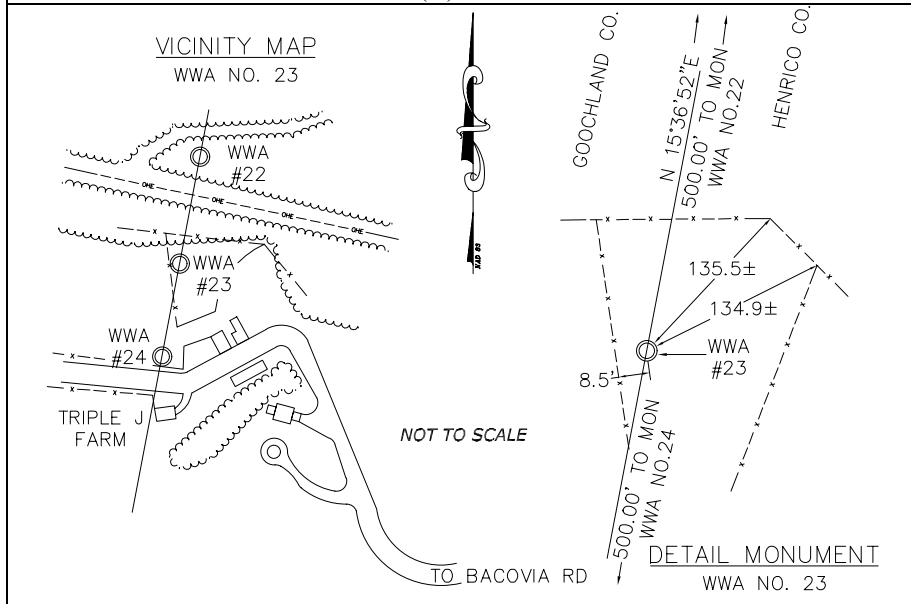 VICINITY MAP
WWA NO. 23
WWA
#22
OHE
OHE
OHE
OHE
WWA
#23
WWA
#24
TRIPLE J
FARM
TO BACOVIA RD
NAD 83
NOT TO SCALE
GOOCHLAND CO.
HENRICO CO.
N 15°36'52"E
500.00' TO MON
WWA NO.22
135.5±
134.9±
WWA
#23
8.5'
500.00' TO MON
WWA NO.24
DETAIL MONUMENT
WWA NO. 23